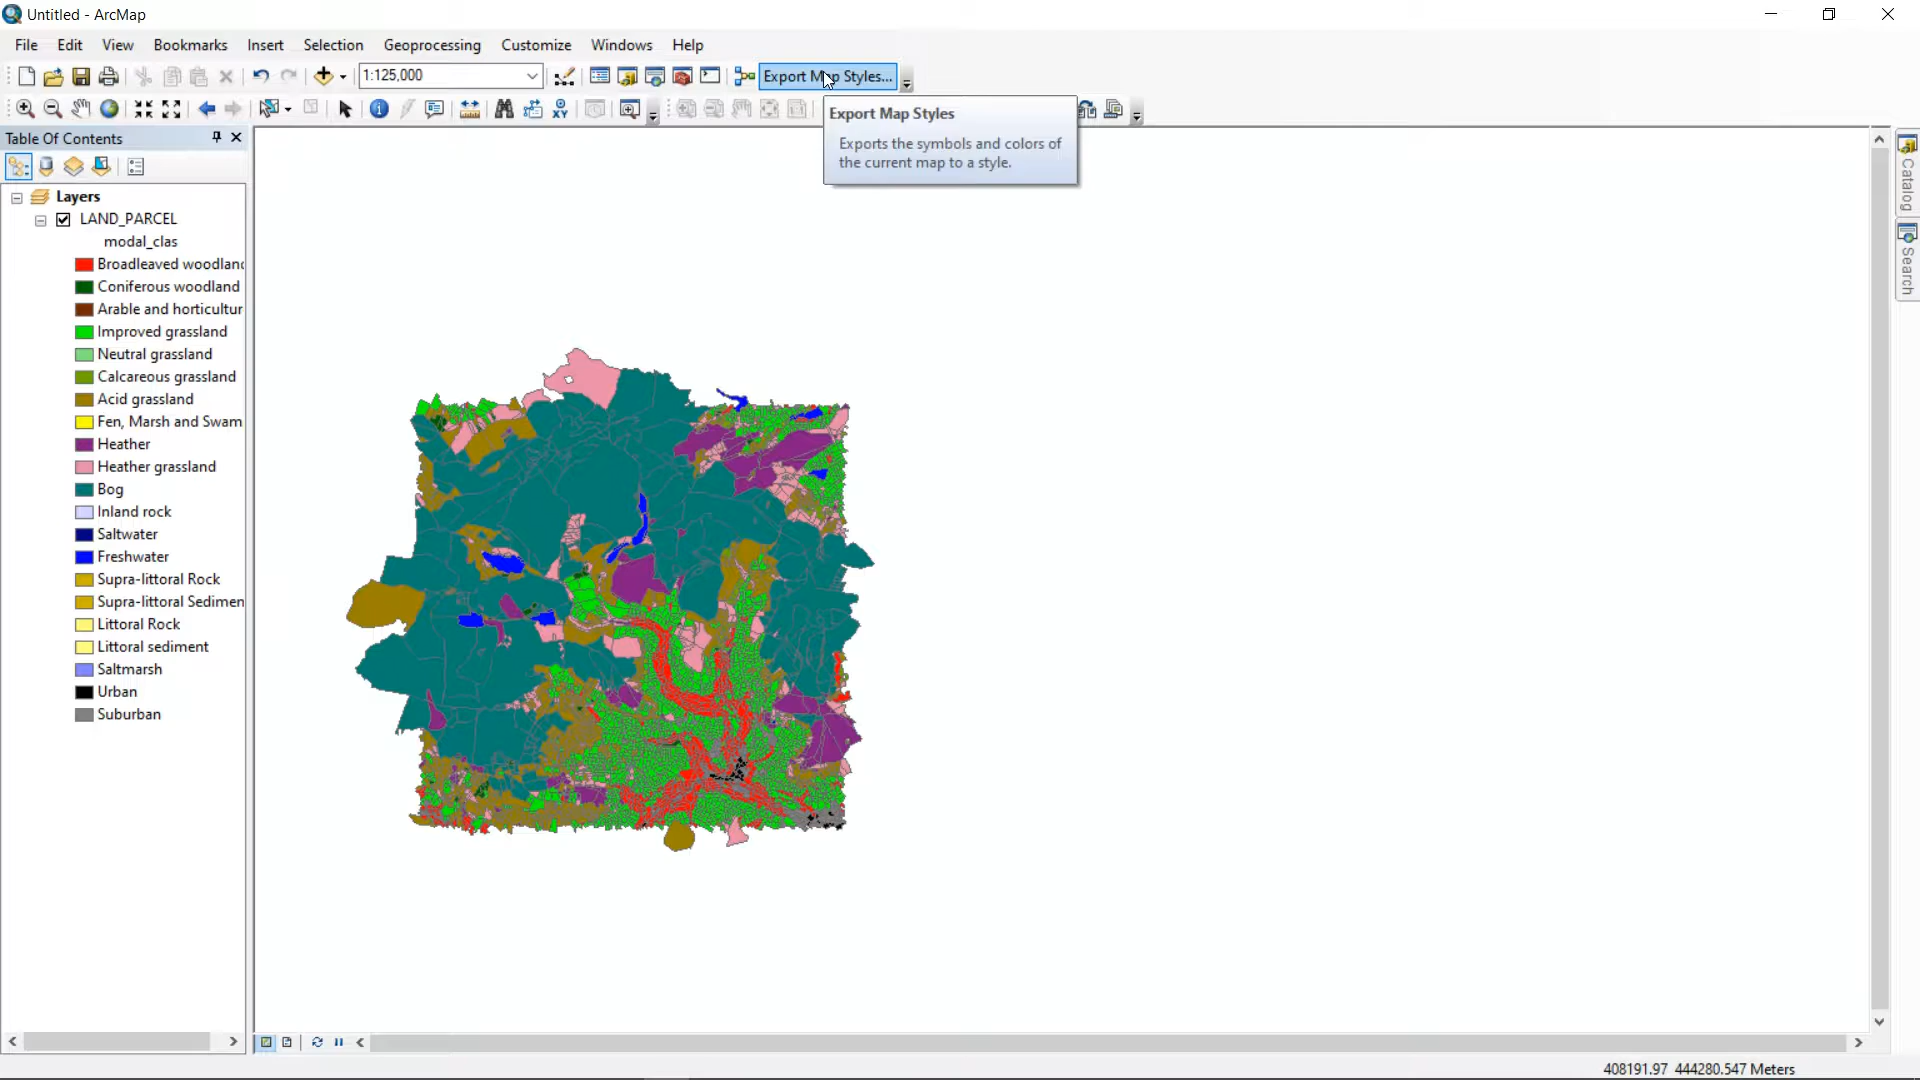 Untitled - ArcMap
File Edit View Bookmarks Insert Selection Geoprocessing Customize Windows Help
1:125,000
Export Map Styles...
Export Map Styles
Exports the symbols and colors of
the current map to a style.
Table Of Contents
Layers
LAND_PARCEL
modal_clas
Broadleaved woodland
Coniferous woodland
Arable and horticultur
Improved grassland
Neutral grassland
Calcareous grassland
Acid grassland
Fen, Marsh and Swam
Heather
Heather grassland
Bog
Inland rock
Saltwater
Freshwater
Supra-littoral Rock
Supra-littoral Sedimen
Littoral Rock
Littoral sediment
Saltmarsh
Urban
Suburban
Catalog
Search
408191.97 444280.547 Meters